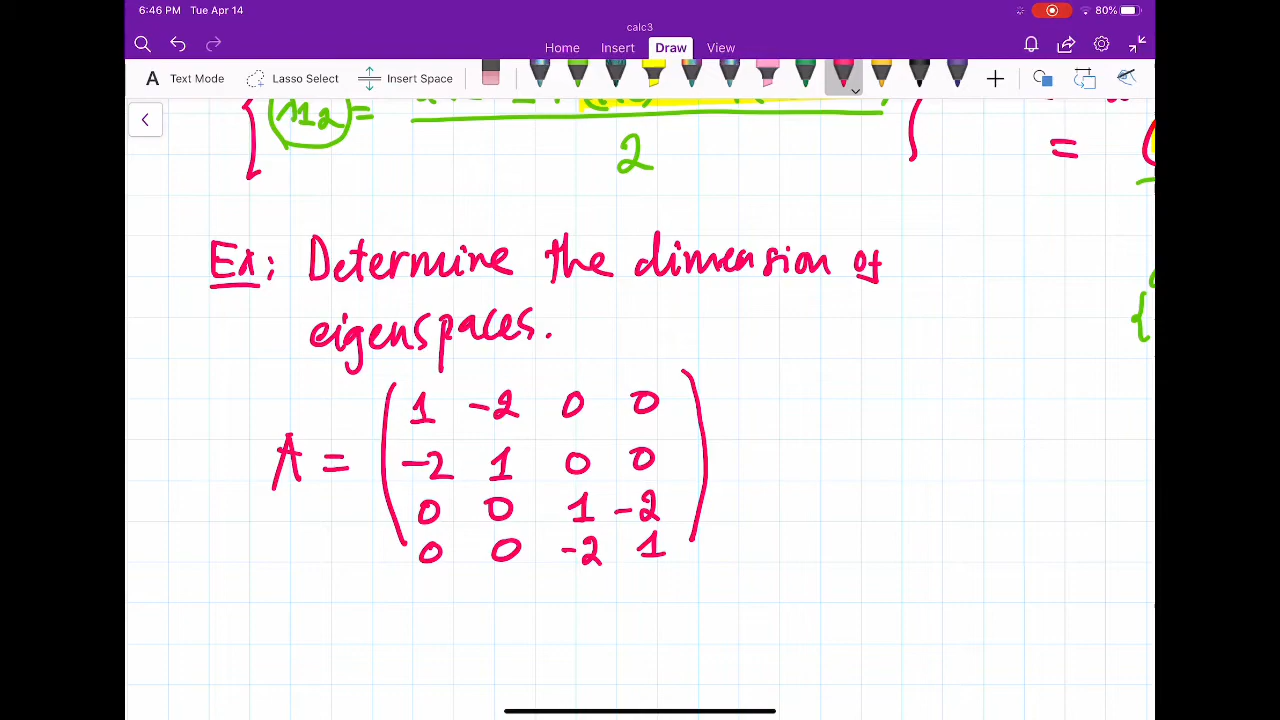 6:46 PM Tue Apr 14
80%
calc3
Home Insert Draw View
A Text Mode Lasso Select Insert Space
λ1,2 =
2
=
Ex: Determine the dimension of
eigenspaces.
A = ( 1 -2 0 0
-2 1 0 0
0 0 1 -2
0 0 -2 1 )